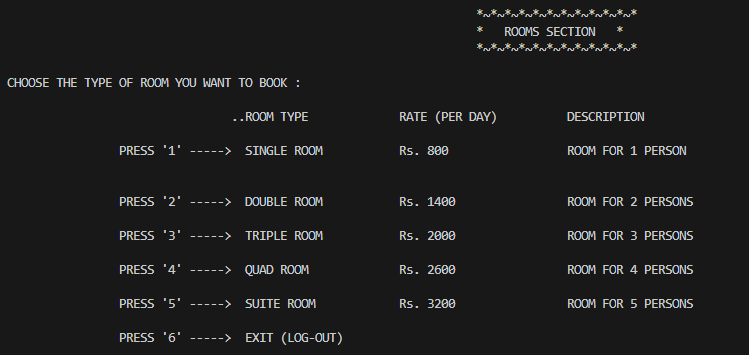 *~*~*~*~*~*~*~*~*~*~*~*
* ROOMS SECTION *
*~*~*~*~*~*~*~*~*~*~*~*
CHOOSE THE TYPE OF ROOM YOU WANT TO BOOK :
..ROOM TYPE RATE (PER DAY) DESCRIPTION
PRESS '1' -----> SINGLE ROOM Rs. 800 ROOM FOR 1 PERSON
PRESS '2' -----> DOUBLE ROOM Rs. 1400 ROOM FOR 2 PERSONS
PRESS '3' -----> TRIPLE ROOM Rs. 2000 ROOM FOR 3 PERSONS
PRESS '4' -----> QUAD ROOM Rs. 2600 ROOM FOR 4 PERSONS
PRESS '5' -----> SUITE ROOM Rs. 3200 ROOM FOR 5 PERSONS
PRESS '6' -----> EXIT (LOG-OUT)